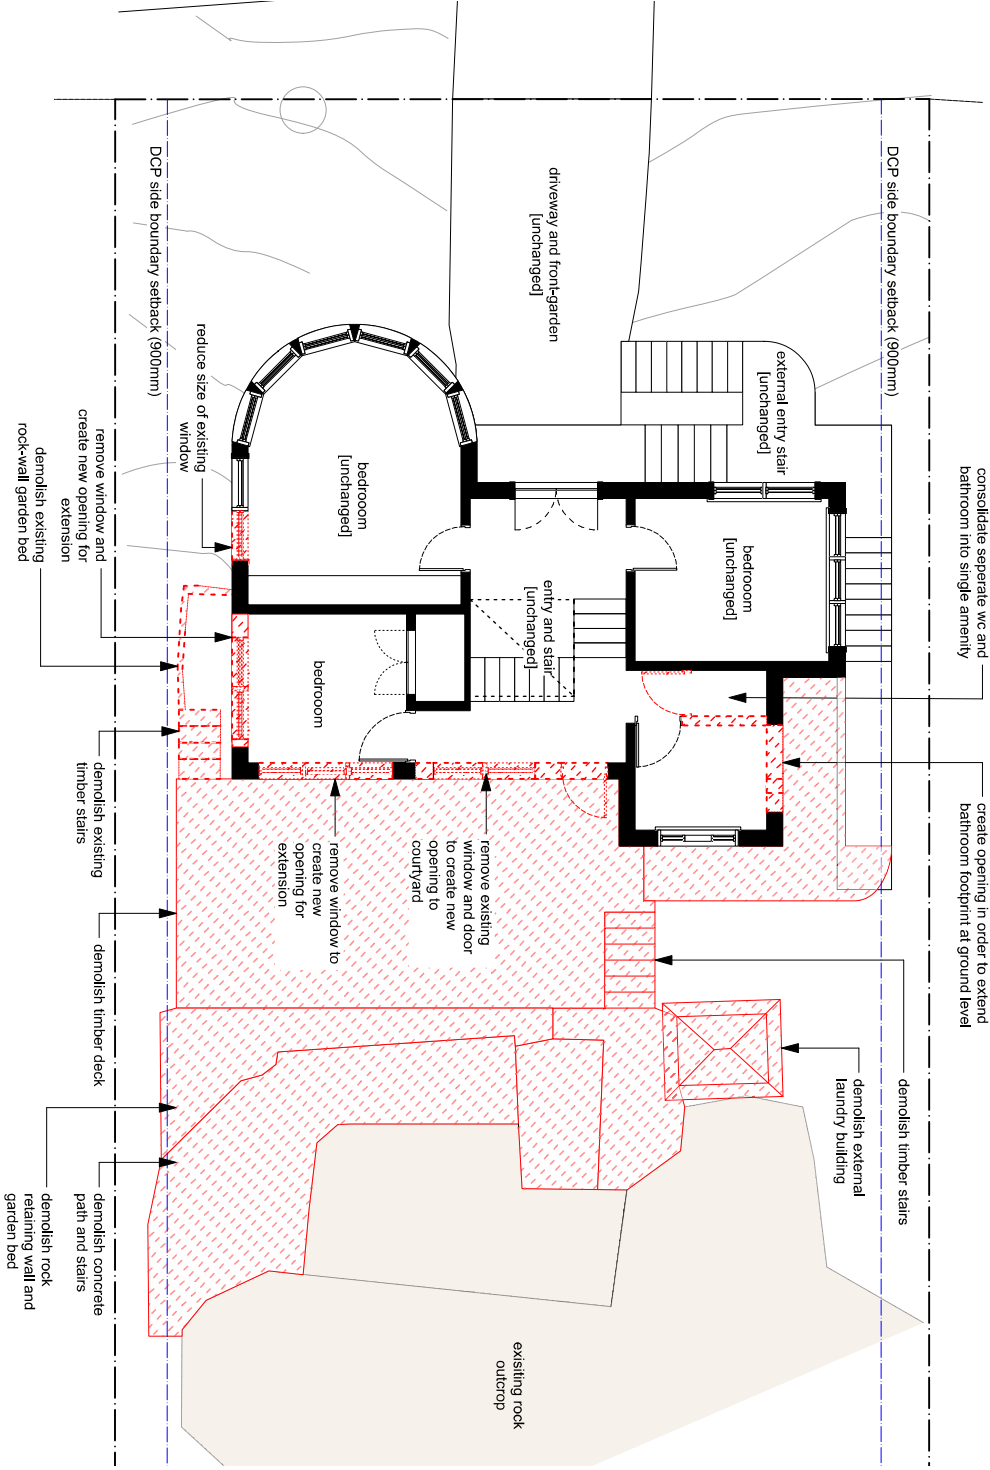 consolidate seperate wc and
bathroom into single amenity
create opening in order to extend
bathroom footprint at ground level
DCP side boundary setback (900mm)
demolish timber stairs
demolish external
laundry building
external entry stair
[unchanged]
bedrooom
[unchanged]
driveway and front-garden
[unchanged]
entry and stair
[unchanged]
remove existing
window and door
to create new
opening to
courtyard
exisiting rock
outcrop
bedrooom
[unchanged]
bedrooom
remove window to
create new
opening for
extension
reduce size of existing
window
DCP side boundary setback (900mm)
remove window and
create new opening for
extension
demolish existing
timber stairs
demolish timber deck
demolish concrete
path and stairs
demolish existing
rock-wall garden bed
demolish rock
retaining wall and
garden bed